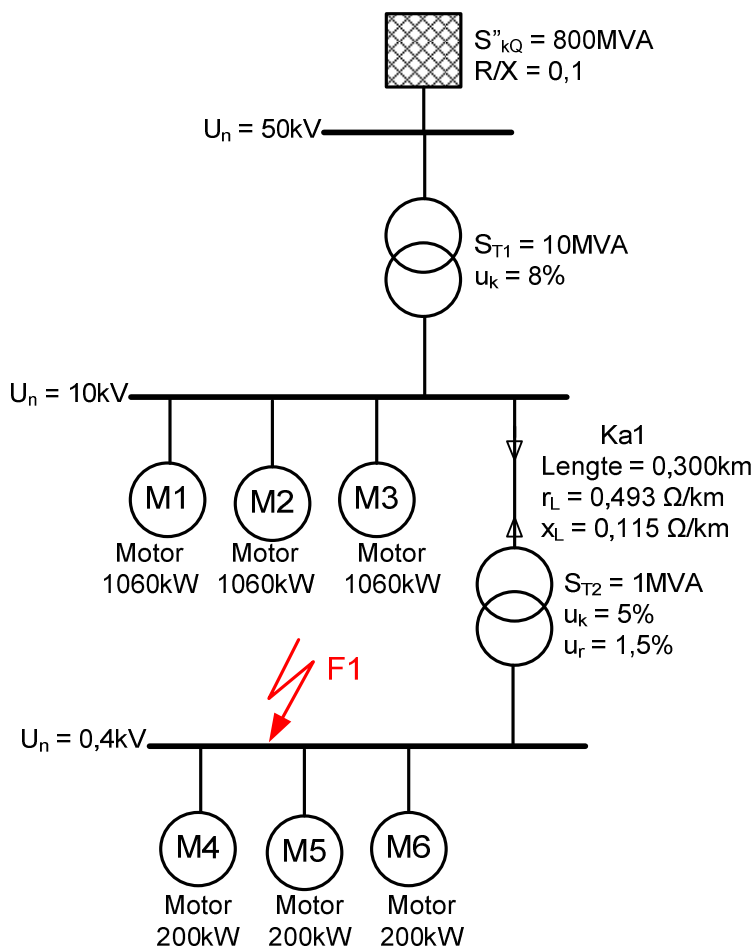 S”kQ = 800MVA
R/X = 0,1
Un = 50kV
ST1 = 10MVA
uk = 8%
Un = 10kV
Ka1
Lengte = 0,300km
rL = 0,493 Ω/km
xL = 0,115 Ω/km
M1
M2
M3
Motor
1060kW
Motor
1060kW
Motor
1060kW
ST2 = 1MVA
uk = 5%
ur = 1,5%
F1
Un = 0,4kV
M4
M5
M6
Motor
200kW
Motor
200kW
Motor
200kW